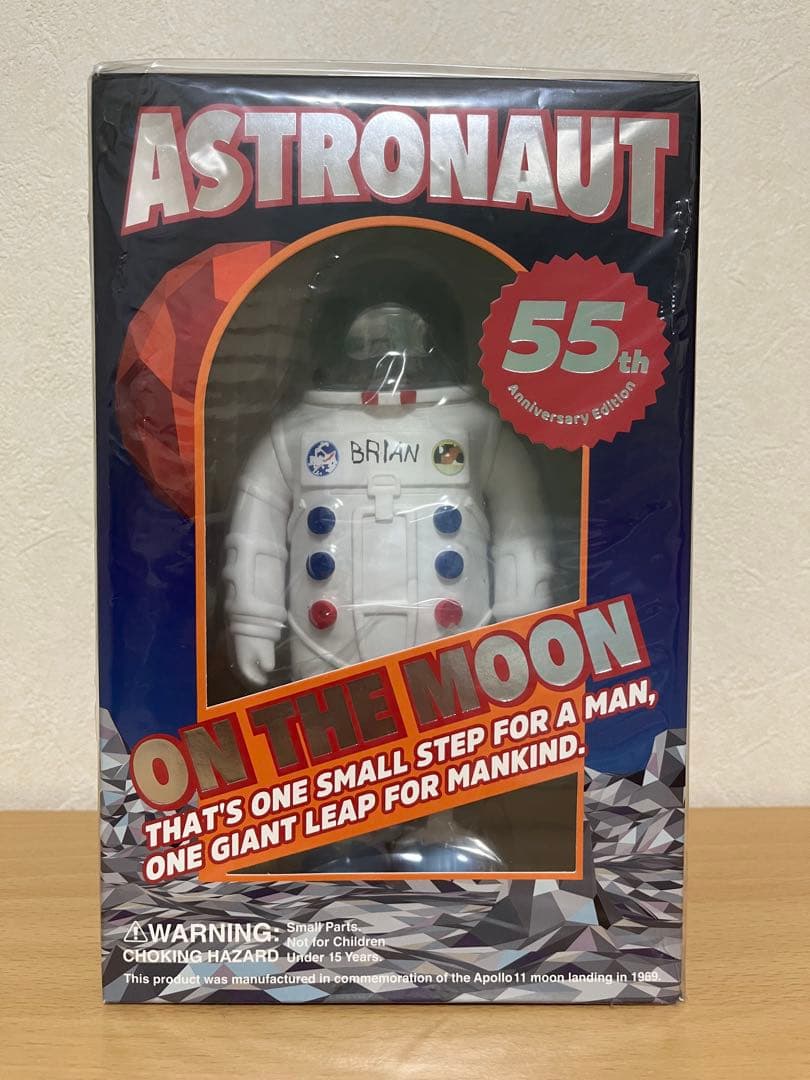 ASTRONAUT
55th
Anniversary Edition
BRIAN
ON THE MOON
THAT'S ONE SMALL STEP FOR A MAN,
ONE GIANT LEAP FOR MANKIND.
⚠WARNING:
CHOKING HAZARD
Small Parts.
Not for Children
Under 15 Years.
This product was manufactured in commemoration of the Apollo11 moon landing in 1969.